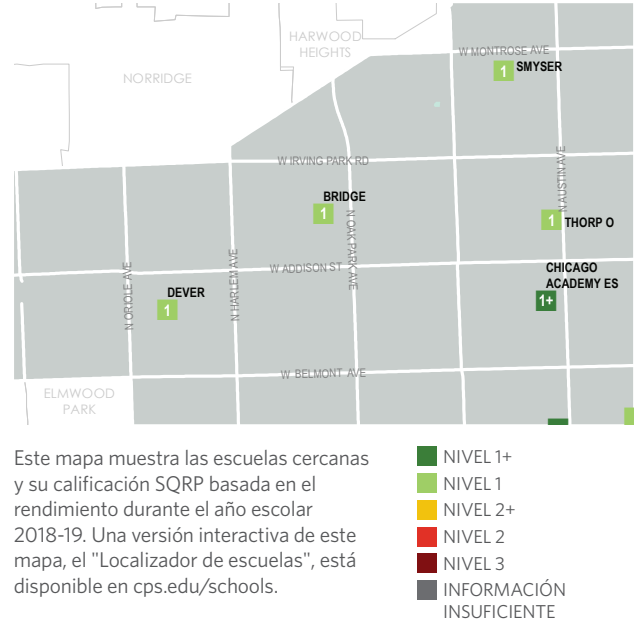 HARWOOD
HEIGHTS
W MONTROSE AVE
1 SMYSER
NORRIDGE
W IRVING PARK RD
N AUSTIN AVE
BRIDGE
1
N OAK PARK AVE
1 THORP O
W ADDISON ST
CHICAGO
ACADEMY ES
1+
N ORIOLE AVE
DEVER
1
N HARLEM AVE
W BELMONT AVE
ELMWOOD
PARK
Este mapa muestra las escuelas cercanas
y su calificación SQRP basada en el
rendimiento durante el año escolar
2018-19. Una versión interactiva de este
mapa, el "Localizador de escuelas", está
disponible en cps.edu/schools.
NIVEL 1+
NIVEL 1
NIVEL 2+
NIVEL 2
NIVEL 3
INFORMACIÓN
INSUFICIENTE